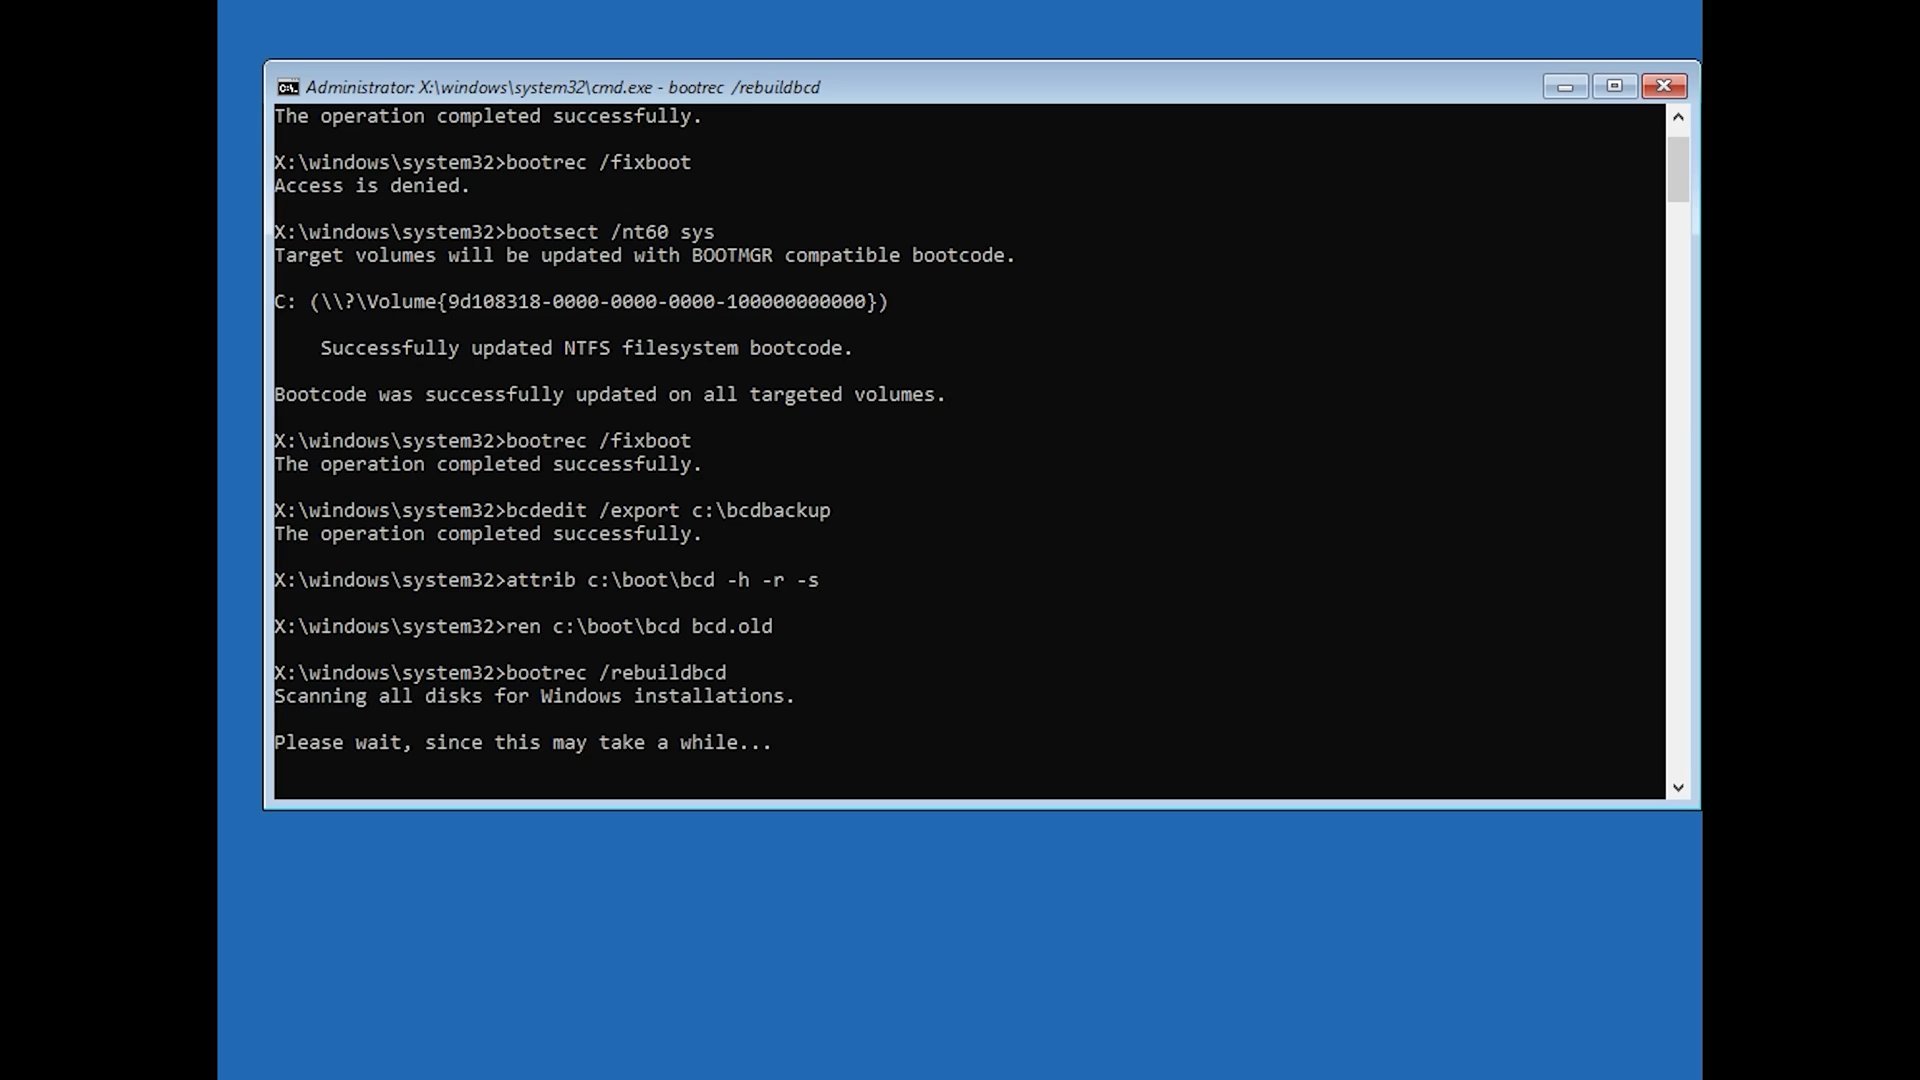 Administrator: X:\windows\system32\cmd.exe - bootrec /rebuildbcd
The operation completed successfully.
X:\windows\system32>bootrec /fixboot
Access is denied.
X:\windows\system32>bootsect /nt60 sys
Target volumes will be updated with BOOTMGR compatible bootcode.
C: (\\?\Volume{9d108318-0000-0000-0000-100000000000})
Successfully updated NTFS filesystem bootcode.
Bootcode was successfully updated on all targeted volumes.
X:\windows\system32>bootrec /fixboot
The operation completed successfully.
X:\windows\system32>bcdedit /export c:\bcdbackup
The operation completed successfully.
X:\windows\system32>attrib c:\boot\bcd -h -r -s
X:\windows\system32>ren c:\boot\bcd bcd.old
X:\windows\system32>bootrec /rebuildbcd
Scanning all disks for Windows installations.
Please wait, since this may take a while...